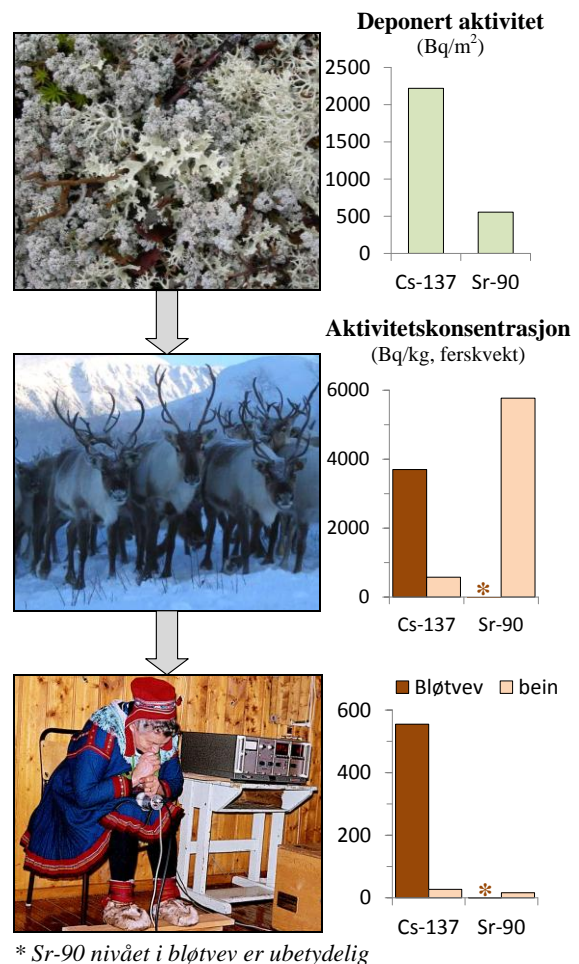 Deponert aktivitet
(Bq/m²)
2500
2000
1500
1000
500
0
Cs-137 Sr-90
Aktivitetskonsentrasjon
(Bq/kg, ferskvekt)
6000
4000
2000
0
*
Cs-137 Sr-90
Bløtvev bein
600
400
200
0
*
Cs-137 Sr-90
* Sr-90 nivået i bløtvev er ubetydelig